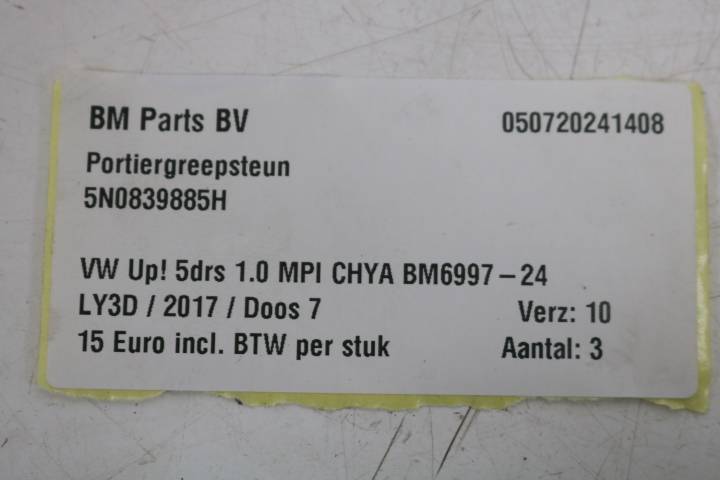 BM Parts BV 050720241408
Portiergreepsteun
5N0839885H
VW Up! 5drs 1.0 MPI CHYA BM6997-24
LY3D / 2017 / Doos 7 Verz: 10
15 Euro incl. BTW per stuk Aantal: 3